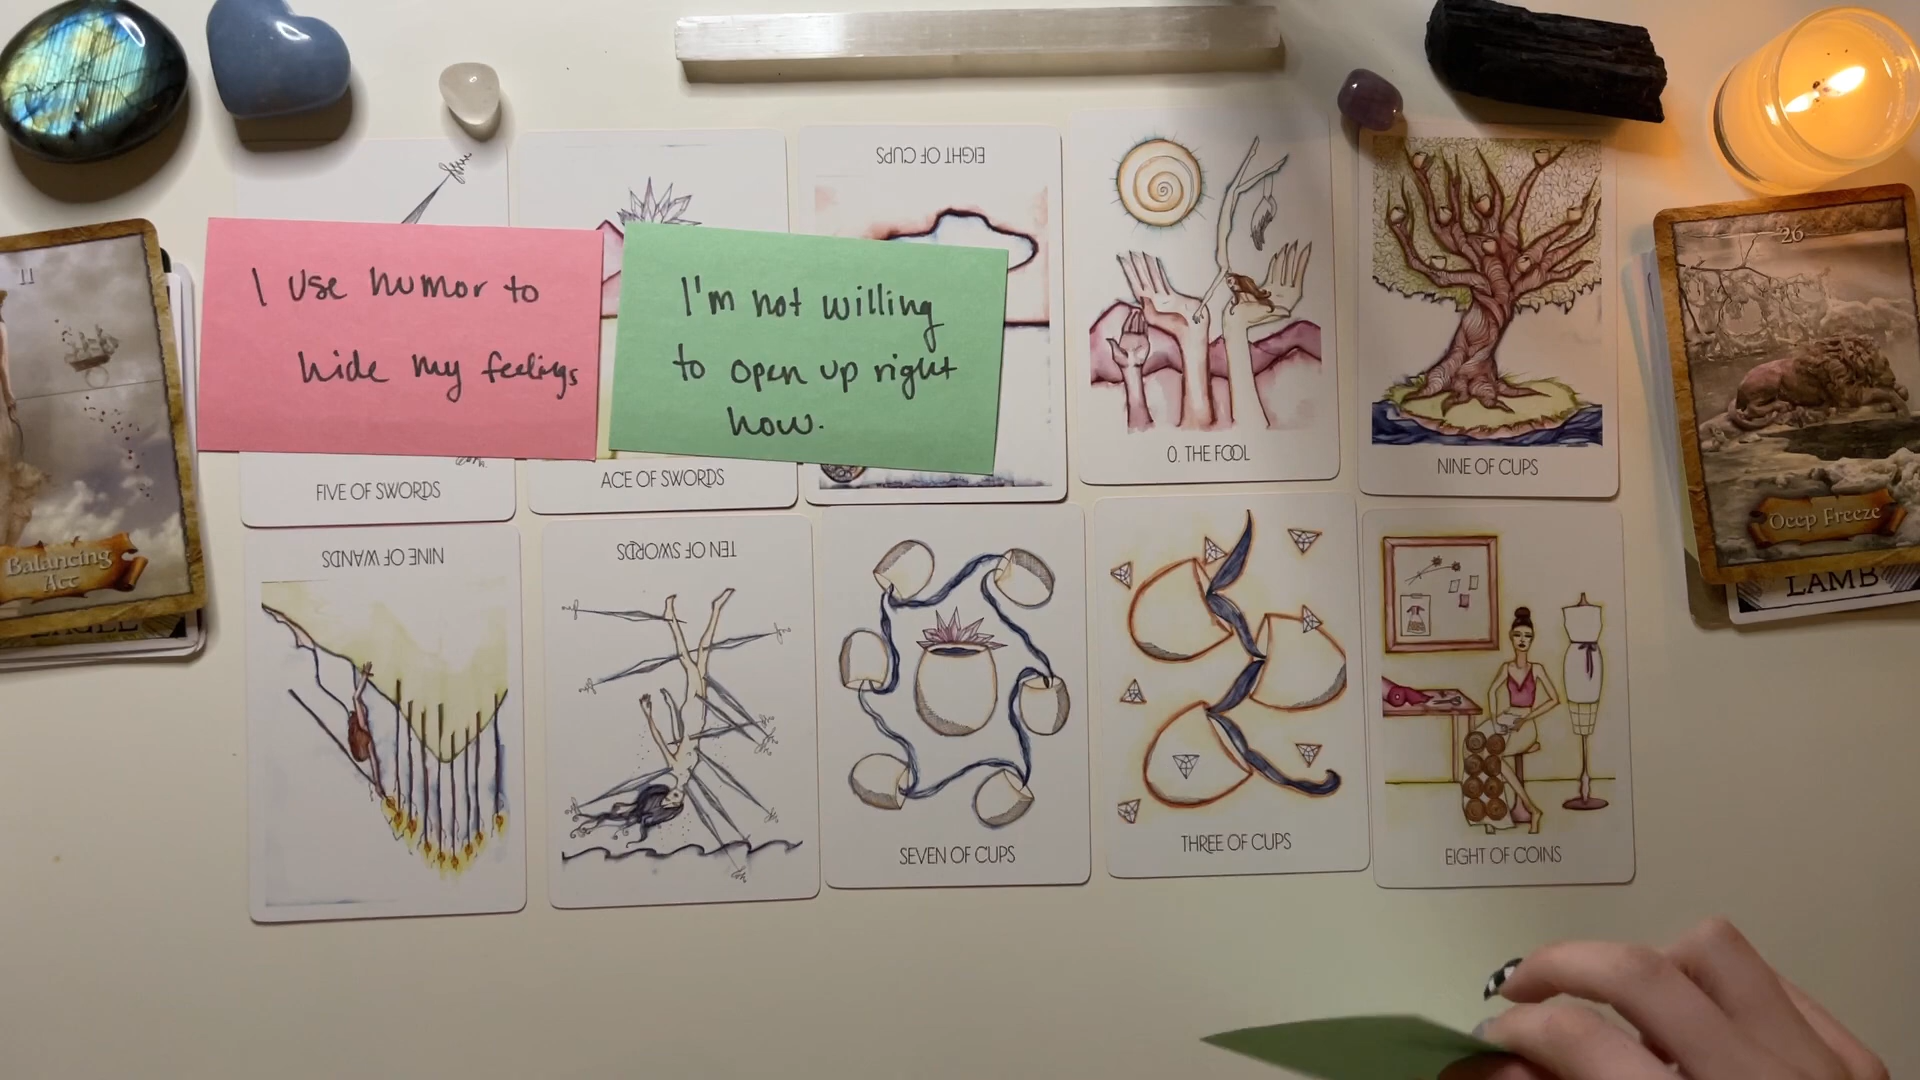 EIGHT OF CUPS
11
26
I use humor to
hide my feelings
I'm not willing
to open up right
now.
0. THE FOOL
NINE OF CUPS
ACE OF SWORDS
FIVE OF SWORDS
Deep Freeze
Balancing
Act
LAMB
NINE OF WANDS
TEN OF SWORDS
SEVEN OF CUPS
THREE OF CUPS
EIGHT OF COINS